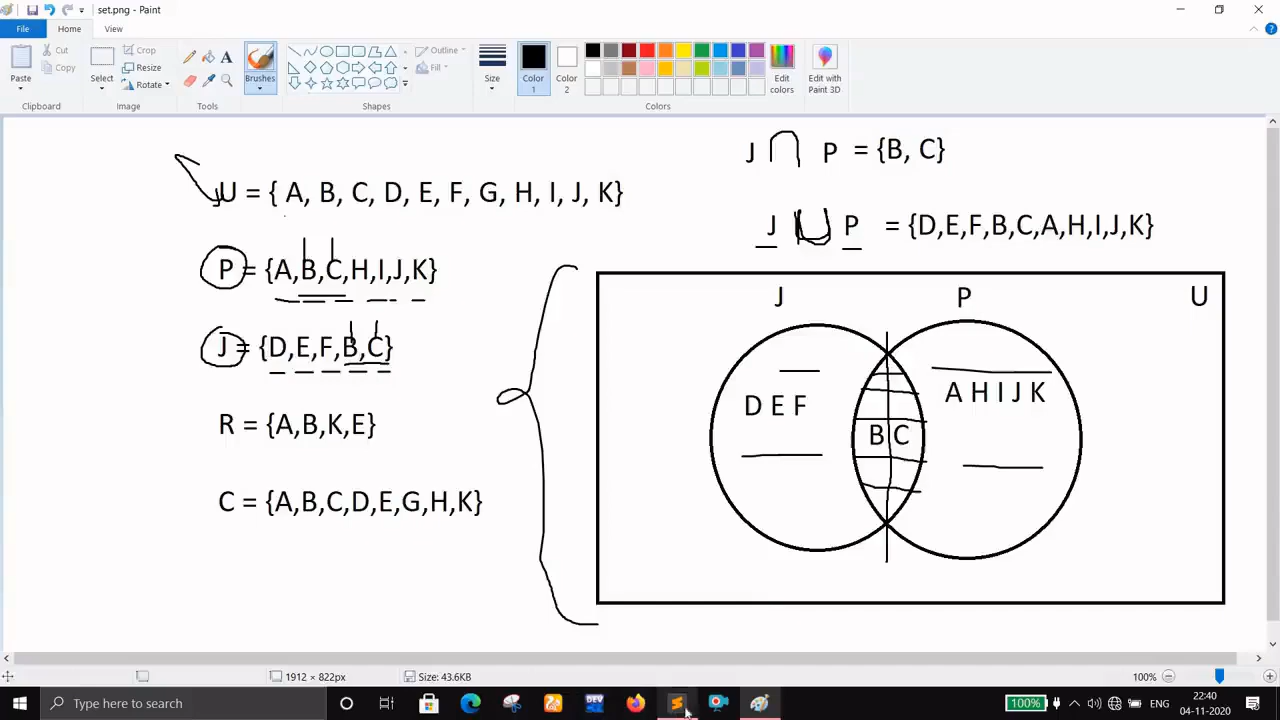 set.png - Paint
File
Home
View
Paste
Cut
Copy
Clipboard
Select
Crop
Resize
Rotate
Image
Tools
Brushes
Shapes
Outline
Fill
Size
Color 1
Color 2
Edit colors
Colors
Edit with Paint 3D
J ∩ P = {B, C}
U = { A, B, C, D, E, F, G, H, I, J, K}
J ∪ P = {D,E,F,B,C,A,H,I,J,K}
P = {A,B,C,H,I,J,K}
J = {D,E,F,B,C}
R = {A,B,K,E}
C = {A,B,C,D,E,G,H,K}
J P U
D E F
B C
A H I J K
1912 × 822px
Size: 43.6KB
100%
Type here to search
DEV
100%
ENG
22:40
04-11-2020